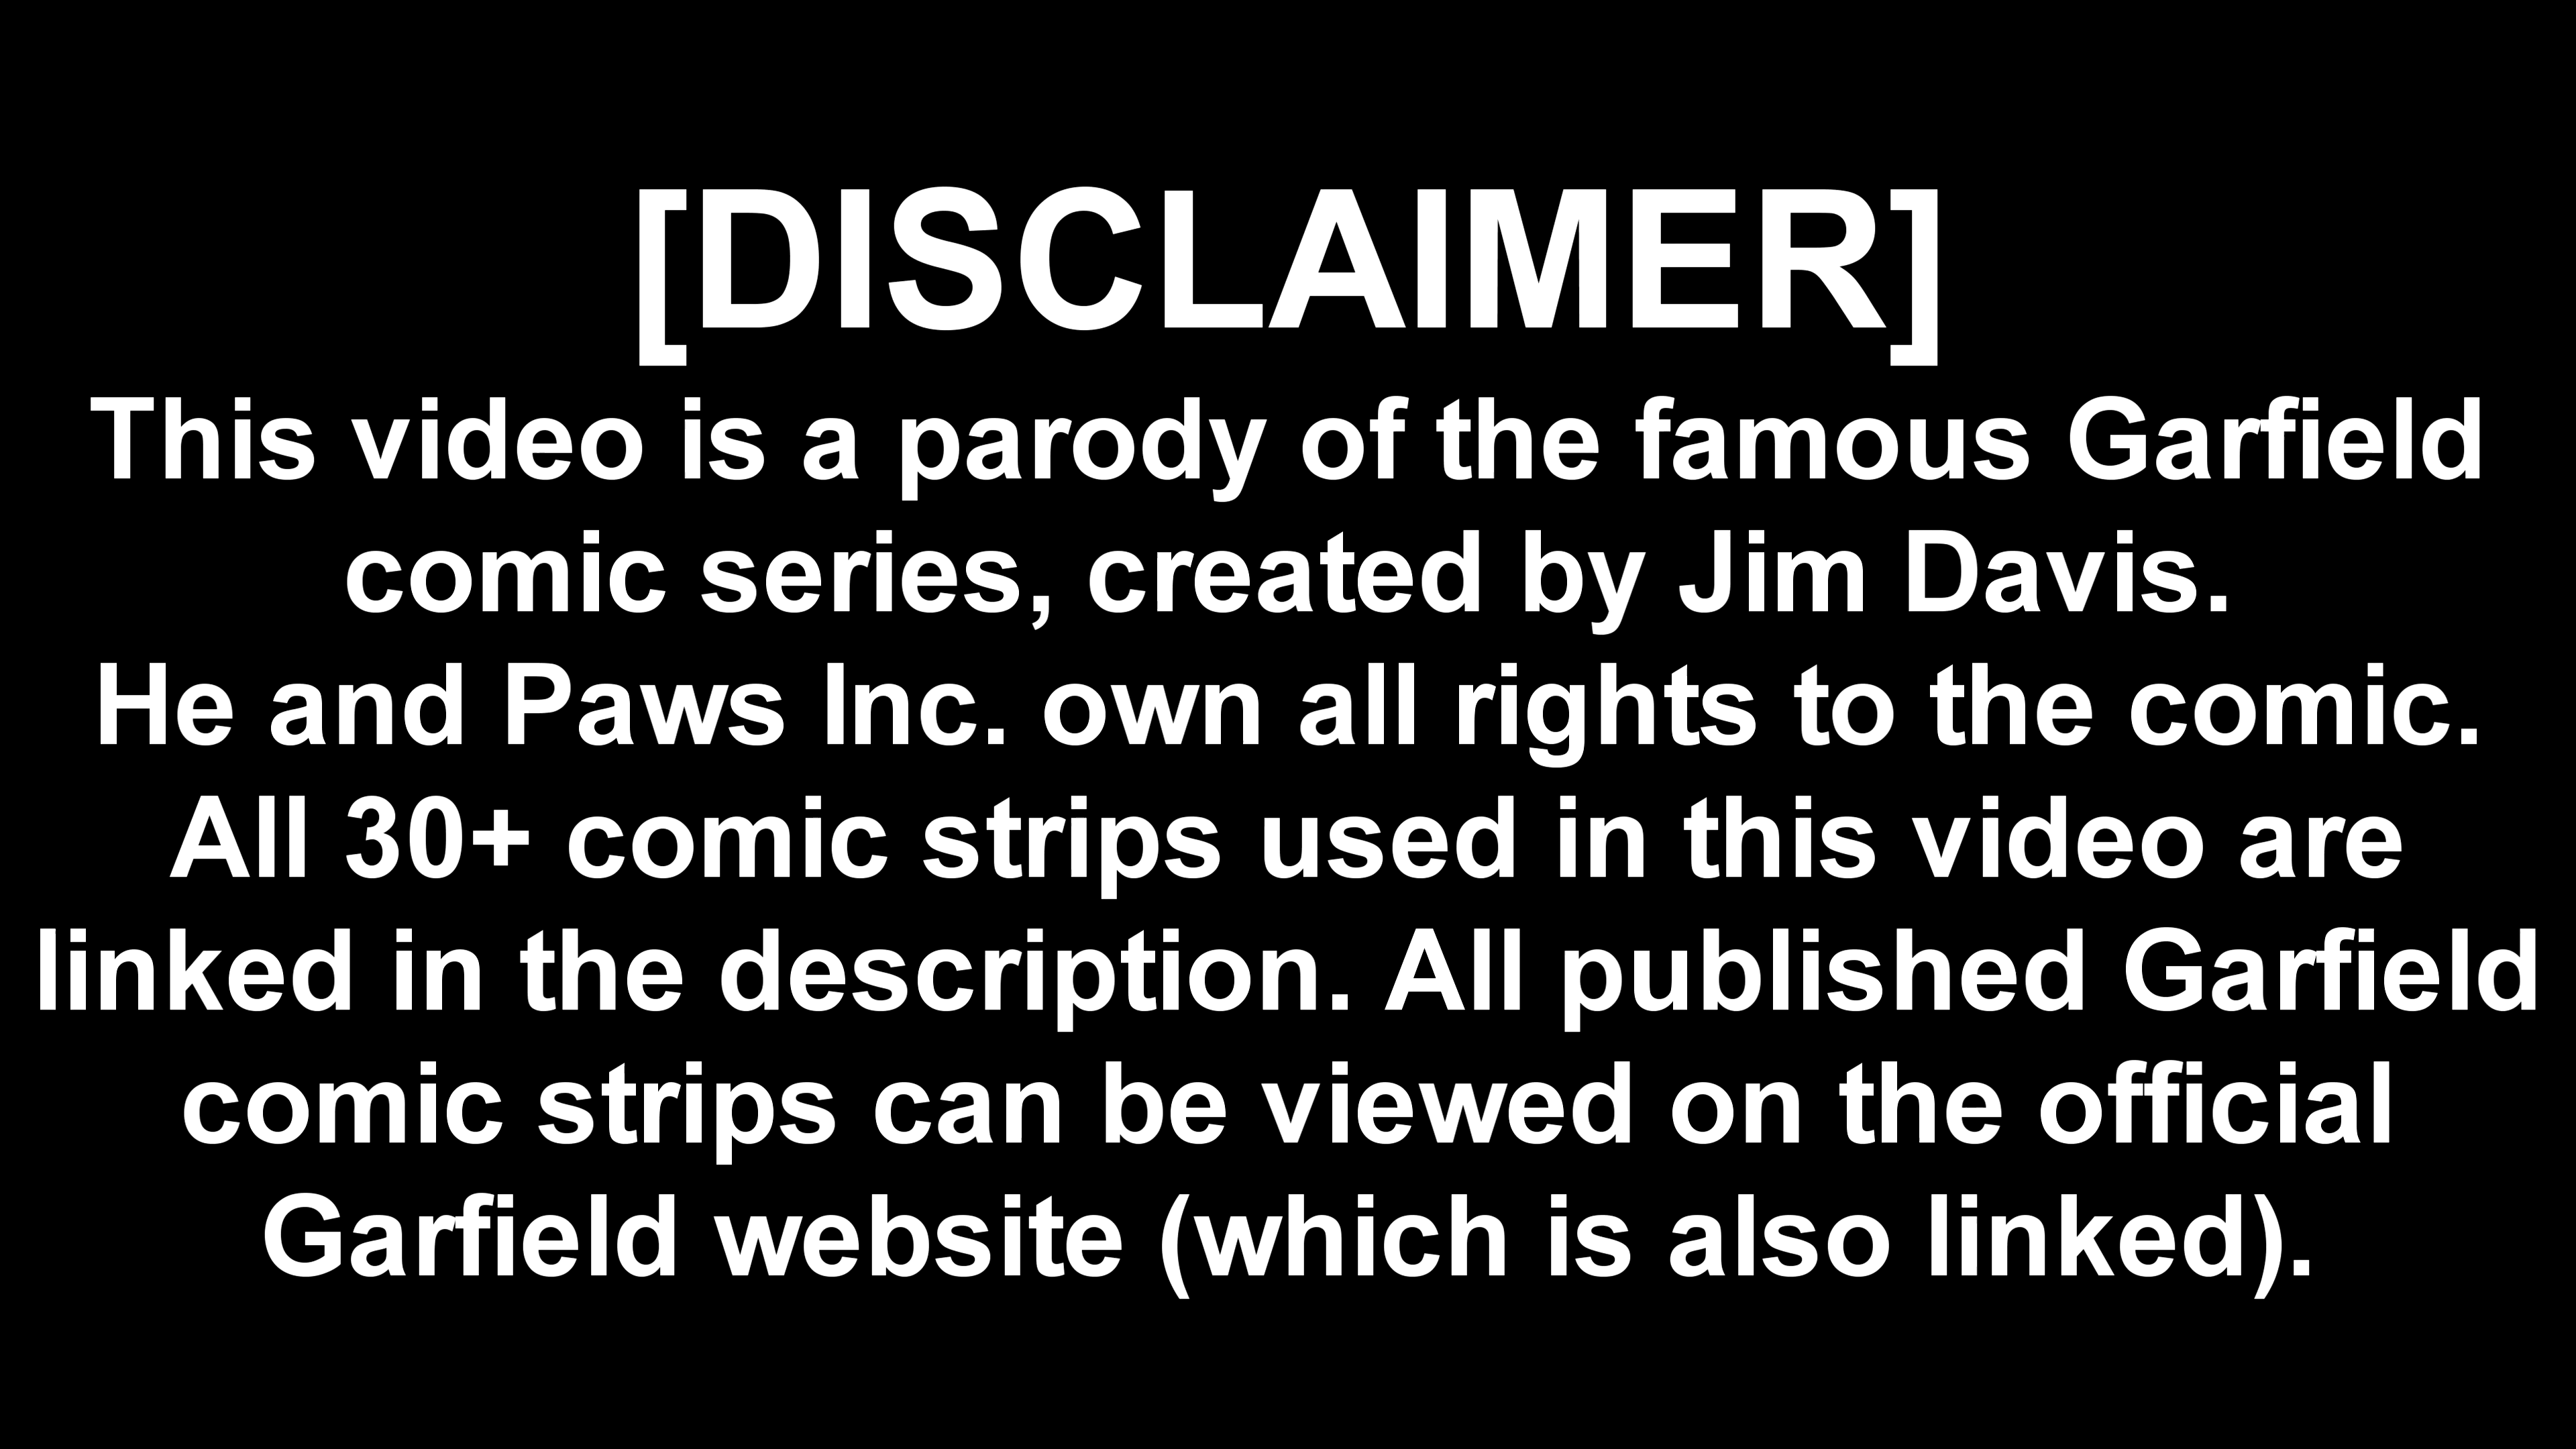 [DISCLAIMER]
This video is a parody of the famous Garfield
comic series, created by Jim Davis.
He and Paws Inc. own all rights to the comic.
All 30+ comic strips used in this video are
linked in the description. All published Garfield
comic strips can be viewed on the official
Garfield website (which is also linked).